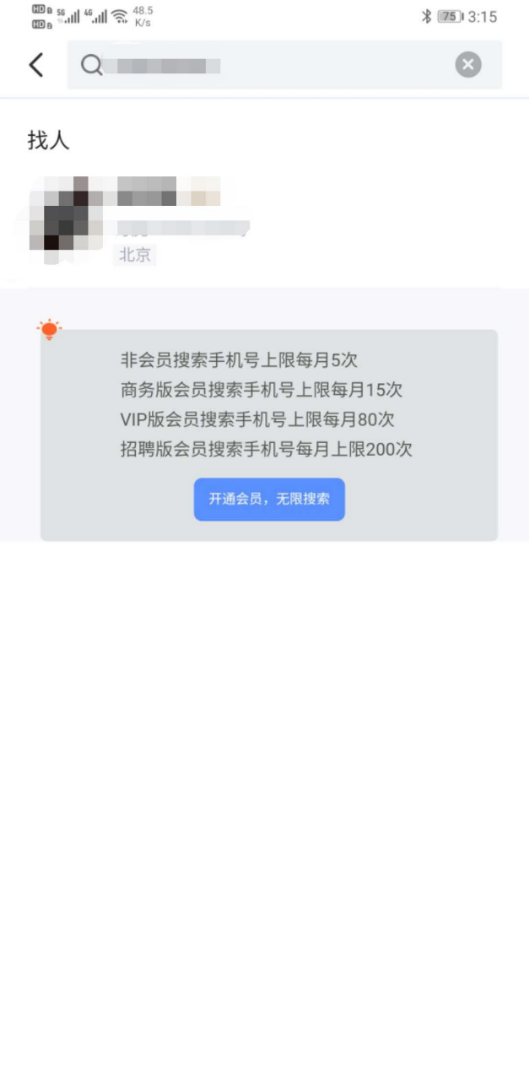 HD 5G 4G 48.5 K/s 75 3:15
找人
北京
非会员搜索手机号上限每月5次
商务版会员搜索手机号上限每月15次
VIP版会员搜索手机号上限每月80次
招聘版会员搜索手机号每月上限200次
开通会员，无限搜索